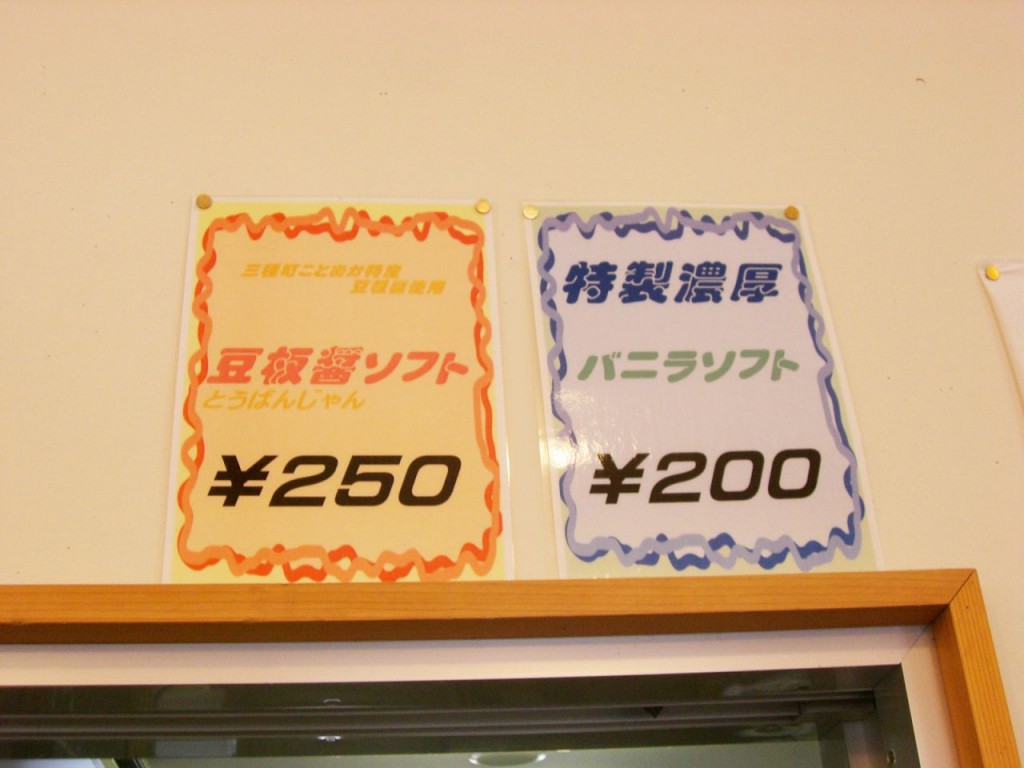 三種町ことおか特産
豆板醤使用
豆板醤ソフト
とうばんじゃん
¥250
特製濃厚
バニラソフト
¥200